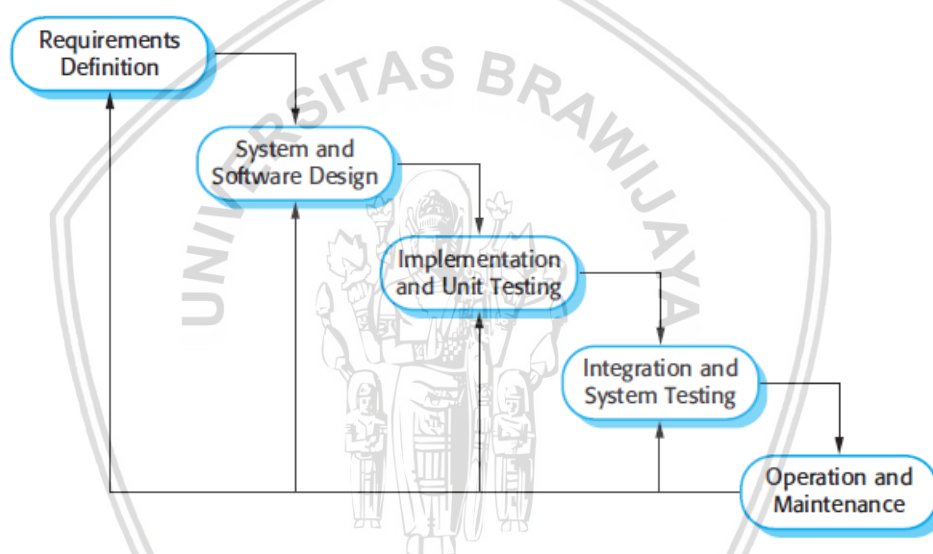 UNIVERSITAS BRAWIJAYA
Requirements
Definition
System and
Software Design
Implementation
and Unit Testing
Integration and
System Testing
Operation and
Maintenance